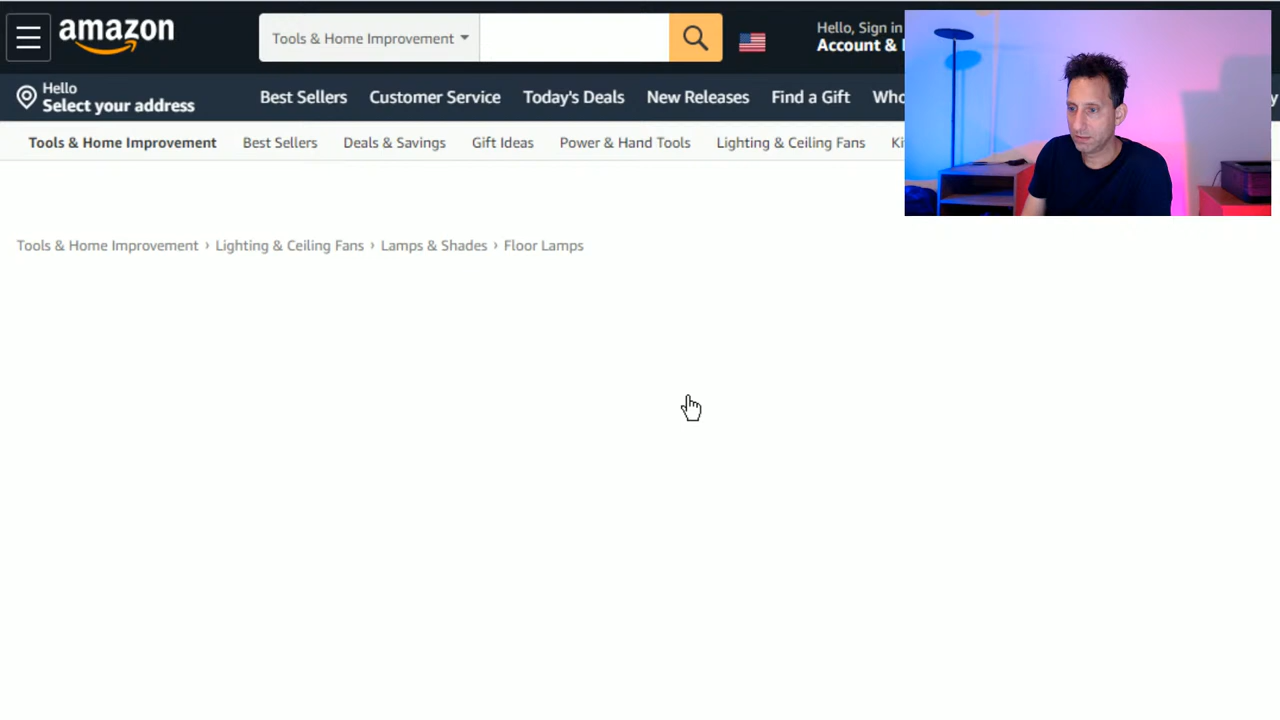 amazon
Tools & Home Improvement
Hello, Sign in
Account &
Hello
Select your address
Best Sellers Customer Service Today's Deals New Releases Find a Gift
Tools & Home Improvement Best Sellers Deals & Savings Gift Ideas Power & Hand Tools Lighting & Ceiling Fans
Tools & Home Improvement › Lighting & Ceiling Fans › Lamps & Shades › Floor Lamps